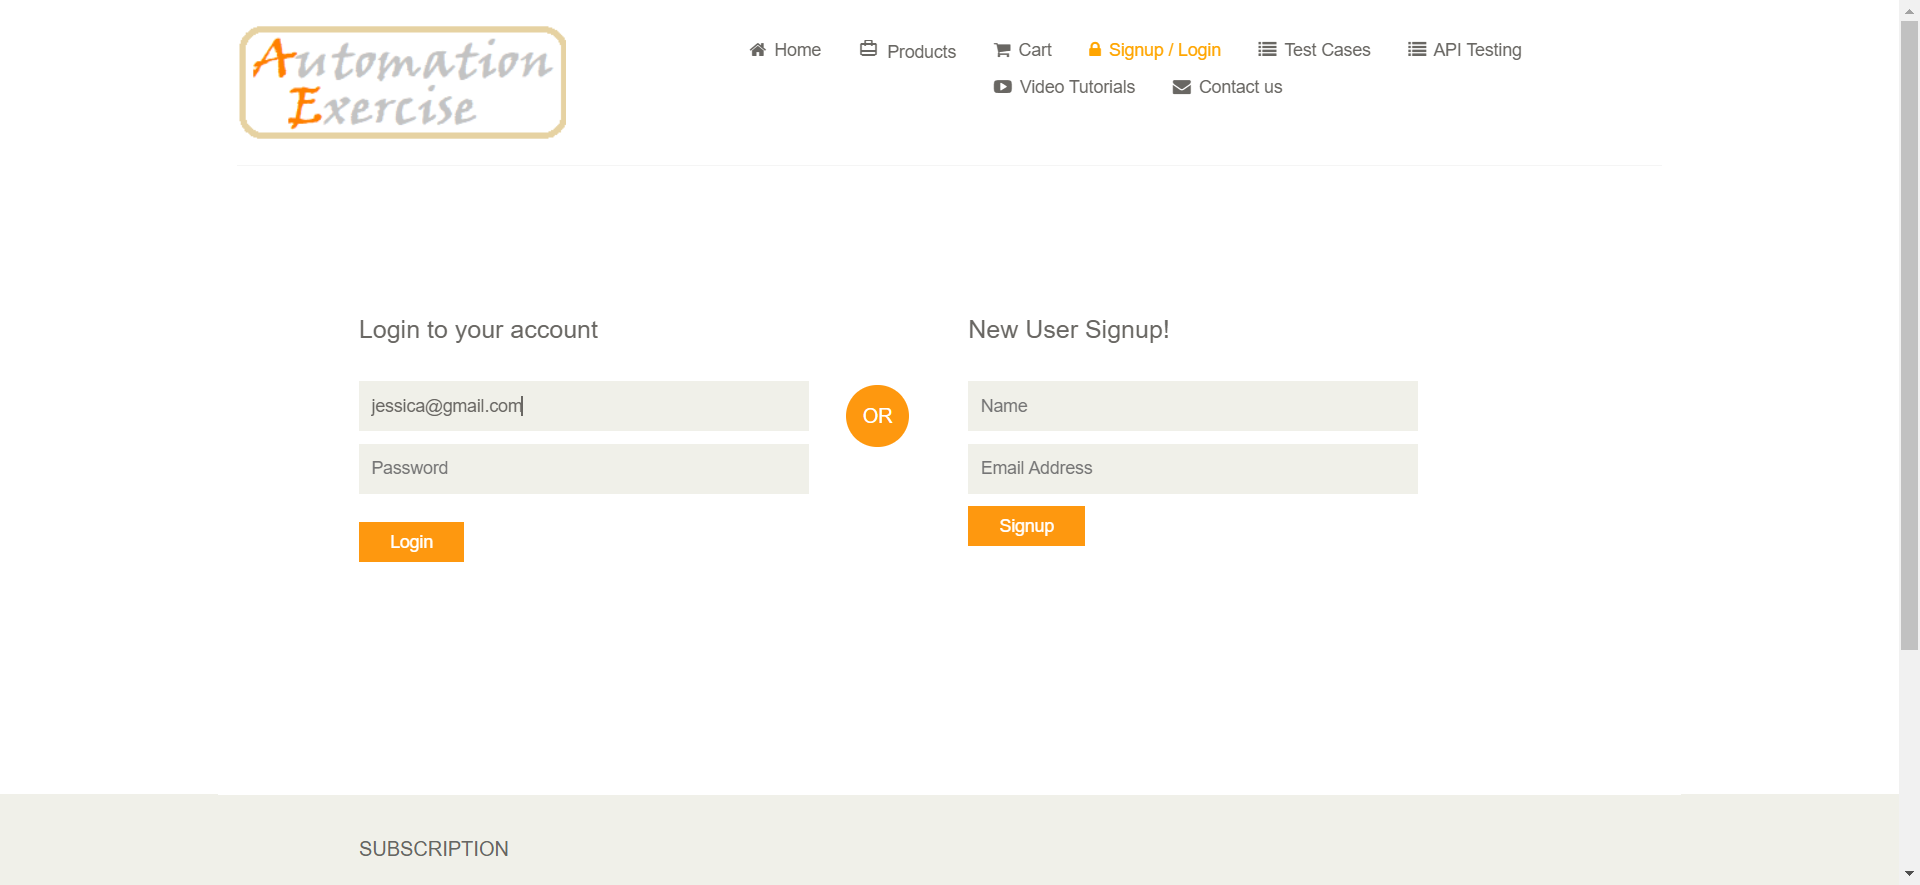 Automation
Exercise
Home
Products
Cart
Signup / Login
Test Cases
API Testing
Video Tutorials
Contact us
Login to your account
jessica@gmail.com
Password
Login
OR
New User Signup!
Name
Email Address
Signup
SUBSCRIPTION